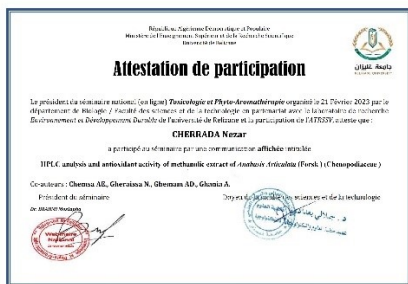 République Algérienne Démocratique et Populaire
Ministère de l'Enseignement Supérieur et de la Recherche Scientifique
Université de Relizane
جامعة غليزان
Attestation de participation
Le président du séminaire national (en ligne) Toxicologie et Phyto-Aromathérapie organisé le 21 Février 2023 par le
département de Biologie / Faculté des sciences et de la technologie en partenariat avec le laboratoire de recherche
Environnement et Développement Durable de l'université de Relizane et la participation de l'ATRSSV, atteste que :
CHERRADA Nezar
a participé au séminaire par une communication affichée intitulée
HPLC analysis and antioxidant activity of methanolic extract of Anabasis Articulata (Forsk.) (Chenopodiaceae )
Co-auteurs : Chemsa AE., Gheraissa N., Ghemam AD., Ghania A.
Président du séminaire
Doyen de la faculté des sciences et de la technologie